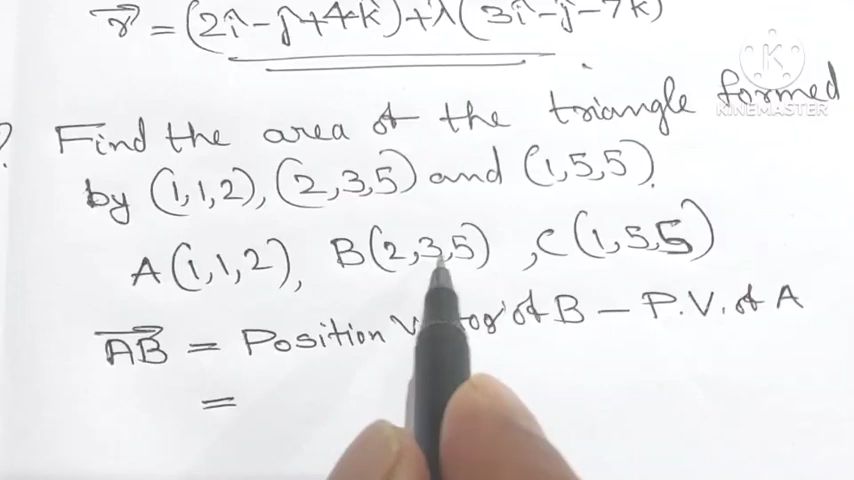 r = (2î - ĵ + 4k̂) + λ(3î - ĵ - 7k̂)
K
KINEMASTER
? Find the area of the triangle formed
by (1,1,2), (2,3,5) and (1,5,5).
A(1,1,2), B(2,3,5), C(1,5,5)
AB = Position of B — P.V. of A
=